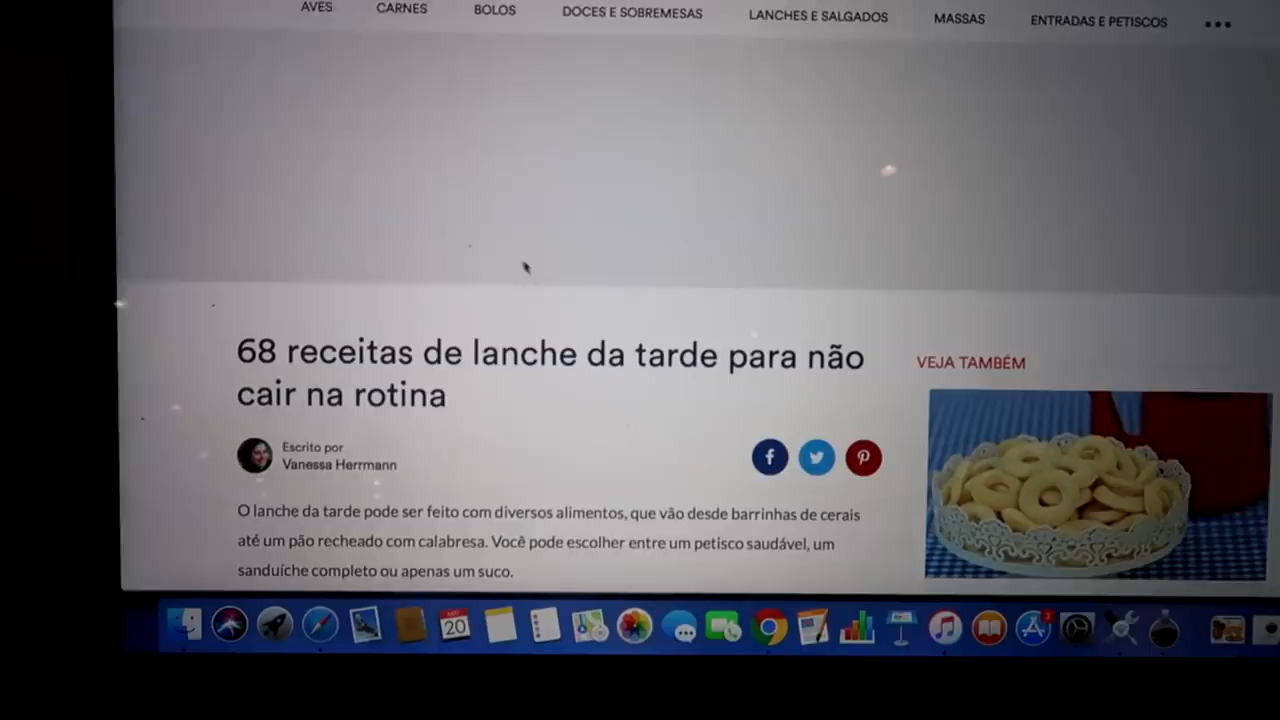 AVES CARNES BOLOS DOCES E SOBREMESAS LANCHES E SALGADOS MASSAS ENTRADAS E PETISCOS
68 receitas de lanche da tarde para não
cair na rotina
VEJA TAMBÉM
Escrito por
Vanessa Herrmann
O lanche da tarde pode ser feito com diversos alimentos, que vão desde barrinhas de cerais
até um pão recheado com calabresa. Você pode escolher entre um petisco saudável, um
sanduíche completo ou apenas um suco.
20